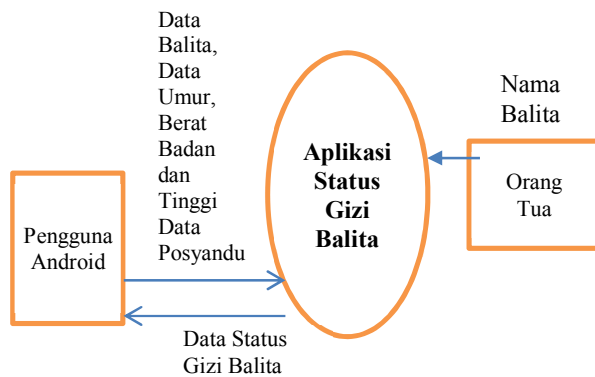 Data
Balita,
Data
Umur,
Berat
Badan
dan
Tinggi
Data
Posyandu
Nama
Balita
Aplikasi
Status
Gizi
Balita
Orang
Tua
Pengguna
Android
Data Status
Gizi Balita